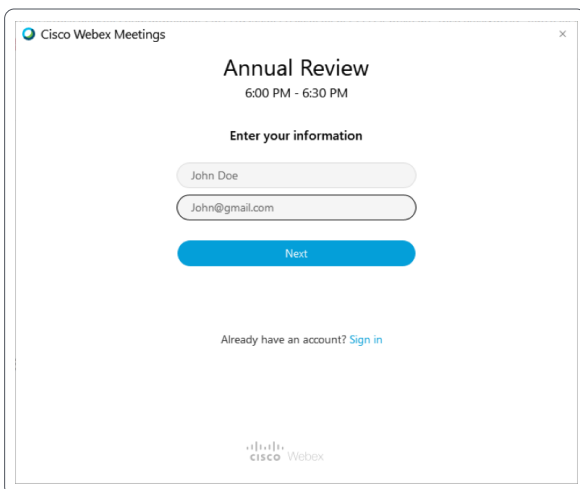 Cisco Webex Meetings
Annual Review
6:00 PM - 6:30 PM
Enter your information
John Doe
John@gmail.com
Next
Already have an account? Sign in
cisco Webex